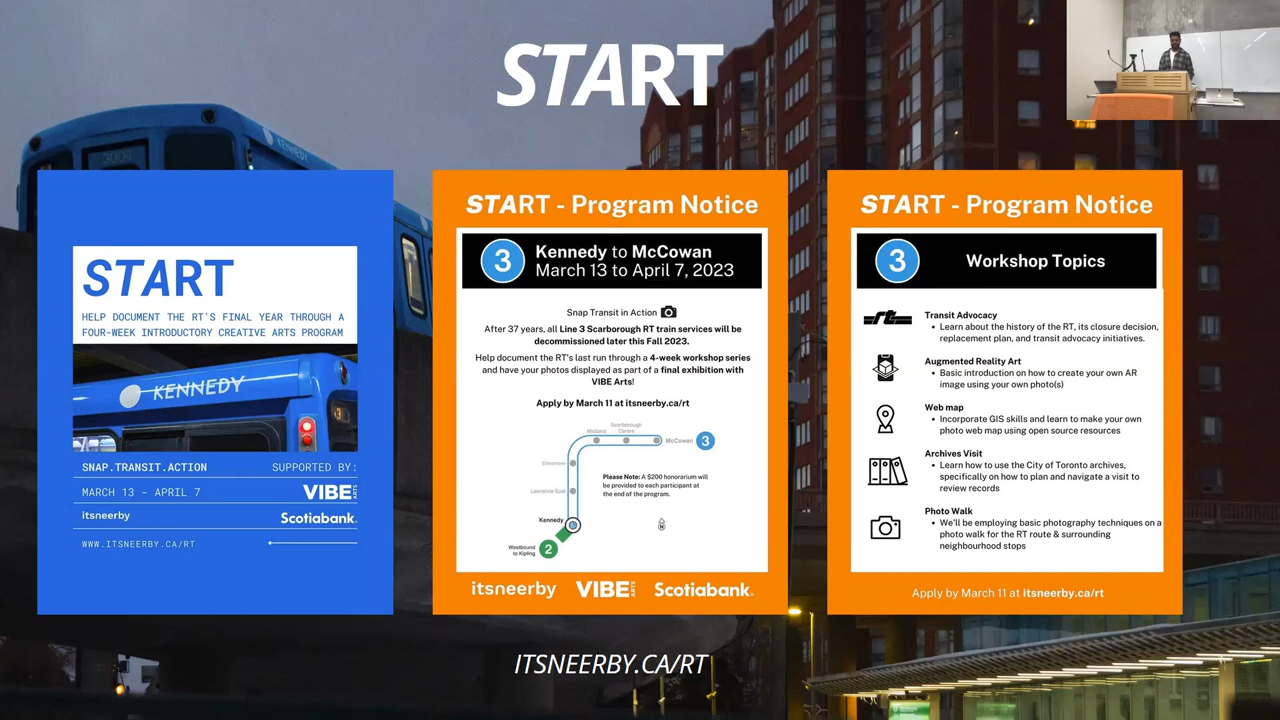 START
3004
KENNEDY
START
HELP DOCUMENT THE RT'S FINAL YEAR THROUGH A
FOUR-WEEK INTRODUCTORY CREATIVE ARTS PROGRAM
KENNEDY
SNAP.TRANSIT.ACTION
SUPPORTED BY:
MARCH 13 - APRIL 7
VIBE ARTS
itsneerby
Scotiabank
WWW.ITSNEERBY.CA/RT
START - Program Notice
3
Kennedy to McCowan
March 13 to April 7, 2023
Snap Transit in Action
After 37 years, all Line 3 Scarborough RT train services will be
decommissioned later this Fall 2023.
Help document the RT's last run through a 4-week workshop series
and have your photos displayed as part of a final exhibition with
VIBE Arts!
Apply by March 11 at itsneerby.ca/rt
Scarborough
Centre
Midland
McCowan
3
Ellesmere
Lawrence East
Kennedy
Westbound
to Kipling
2
Please Note: A $200 honorarium will
be provided to each participant at
the end of the program.
N
itsneerby
VIBE ARTS
Scotiabank.
START - Program Notice
3
Workshop Topics
rt
Transit Advocacy
• Learn about the history of the RT, its closure decision,
replacement plan, and transit advocacy initiatives.
Augmented Reality Art
• Basic introduction on how to create your own AR
image using your own photo(s)
Web map
• Incorporate GIS skills and learn to make your own
photo web map using open source resources
Archives Visit
• Learn how to use the City of Toronto archives,
specifically on how to plan and navigate a visit to
review records
Photo Walk
• We'll be employing basic photography techniques on a
photo walk for the RT route & surrounding
neighbourhood stops
Apply by March 11 at itsneerby.ca/rt
ITSNEERBY.CA/RT